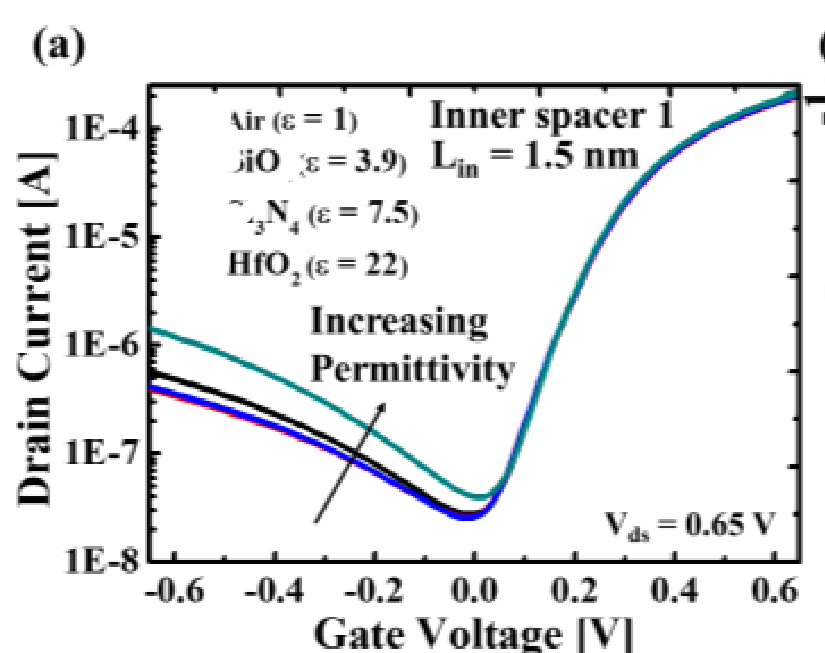 (a)
Air (ε = 1)
Inner spacer 1
(ε = 3.9)
L_in = 1.5 nm
N₄ (ε = 7.5)
HfO₂ (ε = 22)
Increasing
Permittivity
V_ds = 0.65 V
Drain Current [A]
1E-4
1E-5
1E-6
1E-7
1E-8
-0.6 -0.4 -0.2 0.0 0.2 0.4 0.6
Gate Voltage [V]